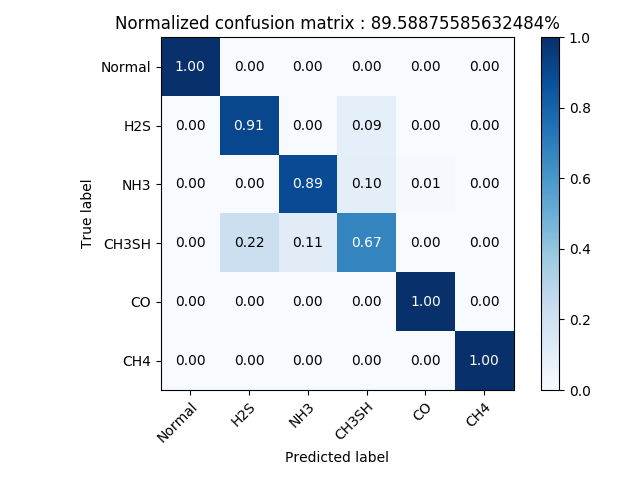 Normalized confusion matrix : 89.58875585632484%
Normal 1.00 0.00 0.00 0.00 0.00 0.00
H2S 0.00 0.91 0.00 0.09 0.00 0.00
NH3 0.00 0.00 0.89 0.10 0.01 0.00
CH3SH 0.00 0.22 0.11 0.67 0.00 0.00
CO 0.00 0.00 0.00 0.00 1.00 0.00
CH4 0.00 0.00 0.00 0.00 0.00 1.00
True label
Normal H2S NH3 CH3SH CO CH4
Predicted label
1.0
0.8
0.6
0.4
0.2
0.0